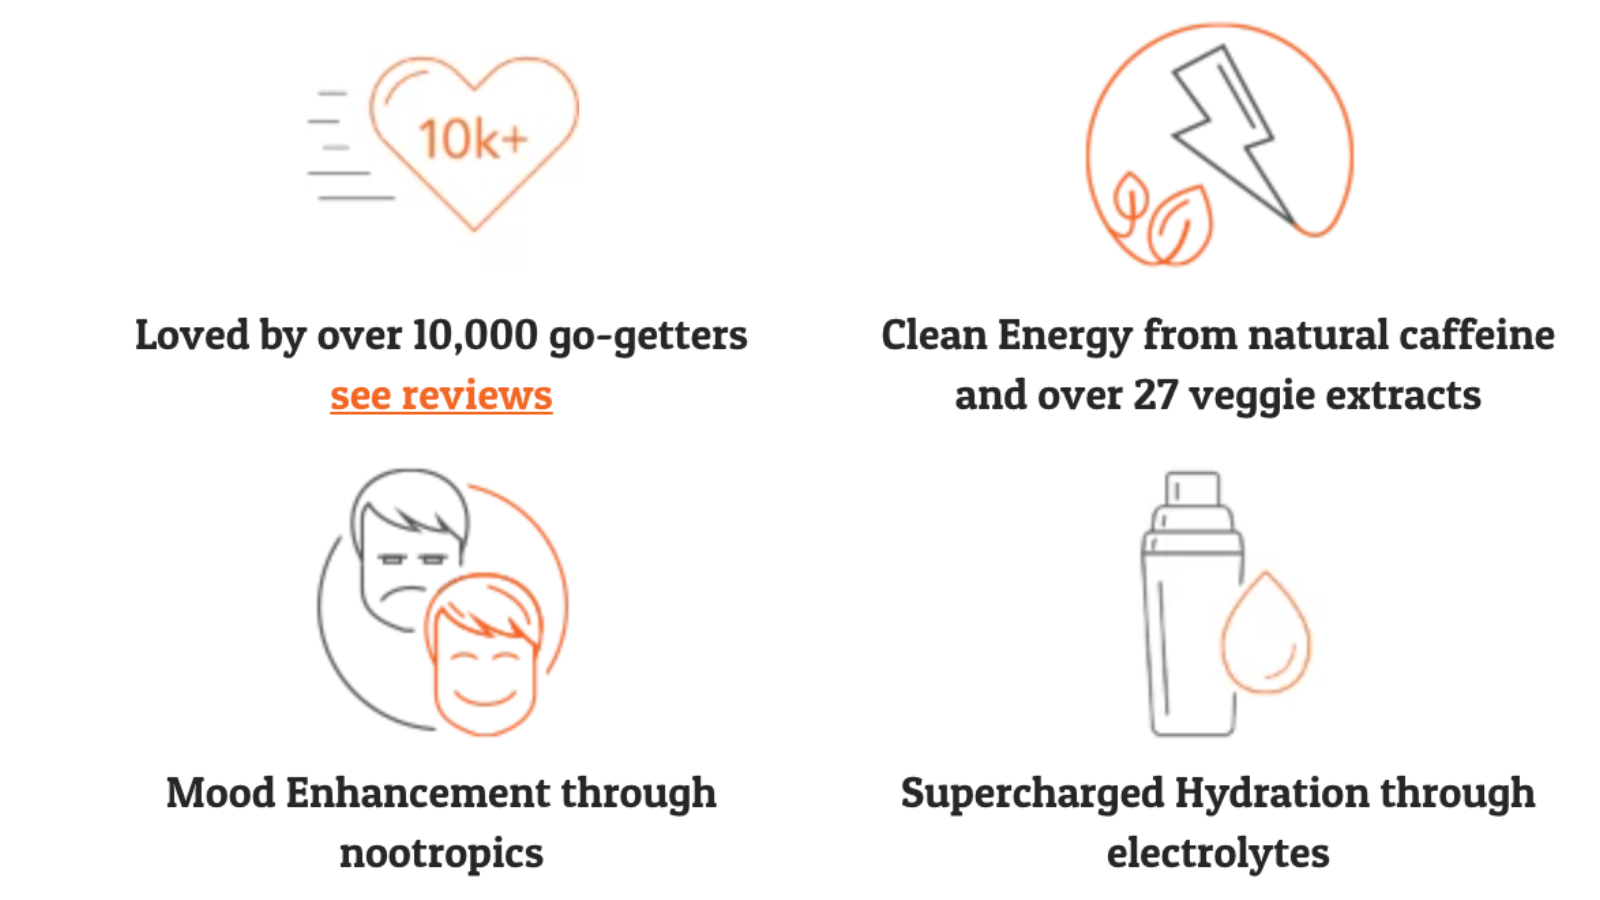 10k+
Loved by over 10,000 go-getters
see reviews
Clean Energy from natural caffeine
and over 27 veggie extracts
Mood Enhancement through
nootropics
Supercharged Hydration through
electrolytes